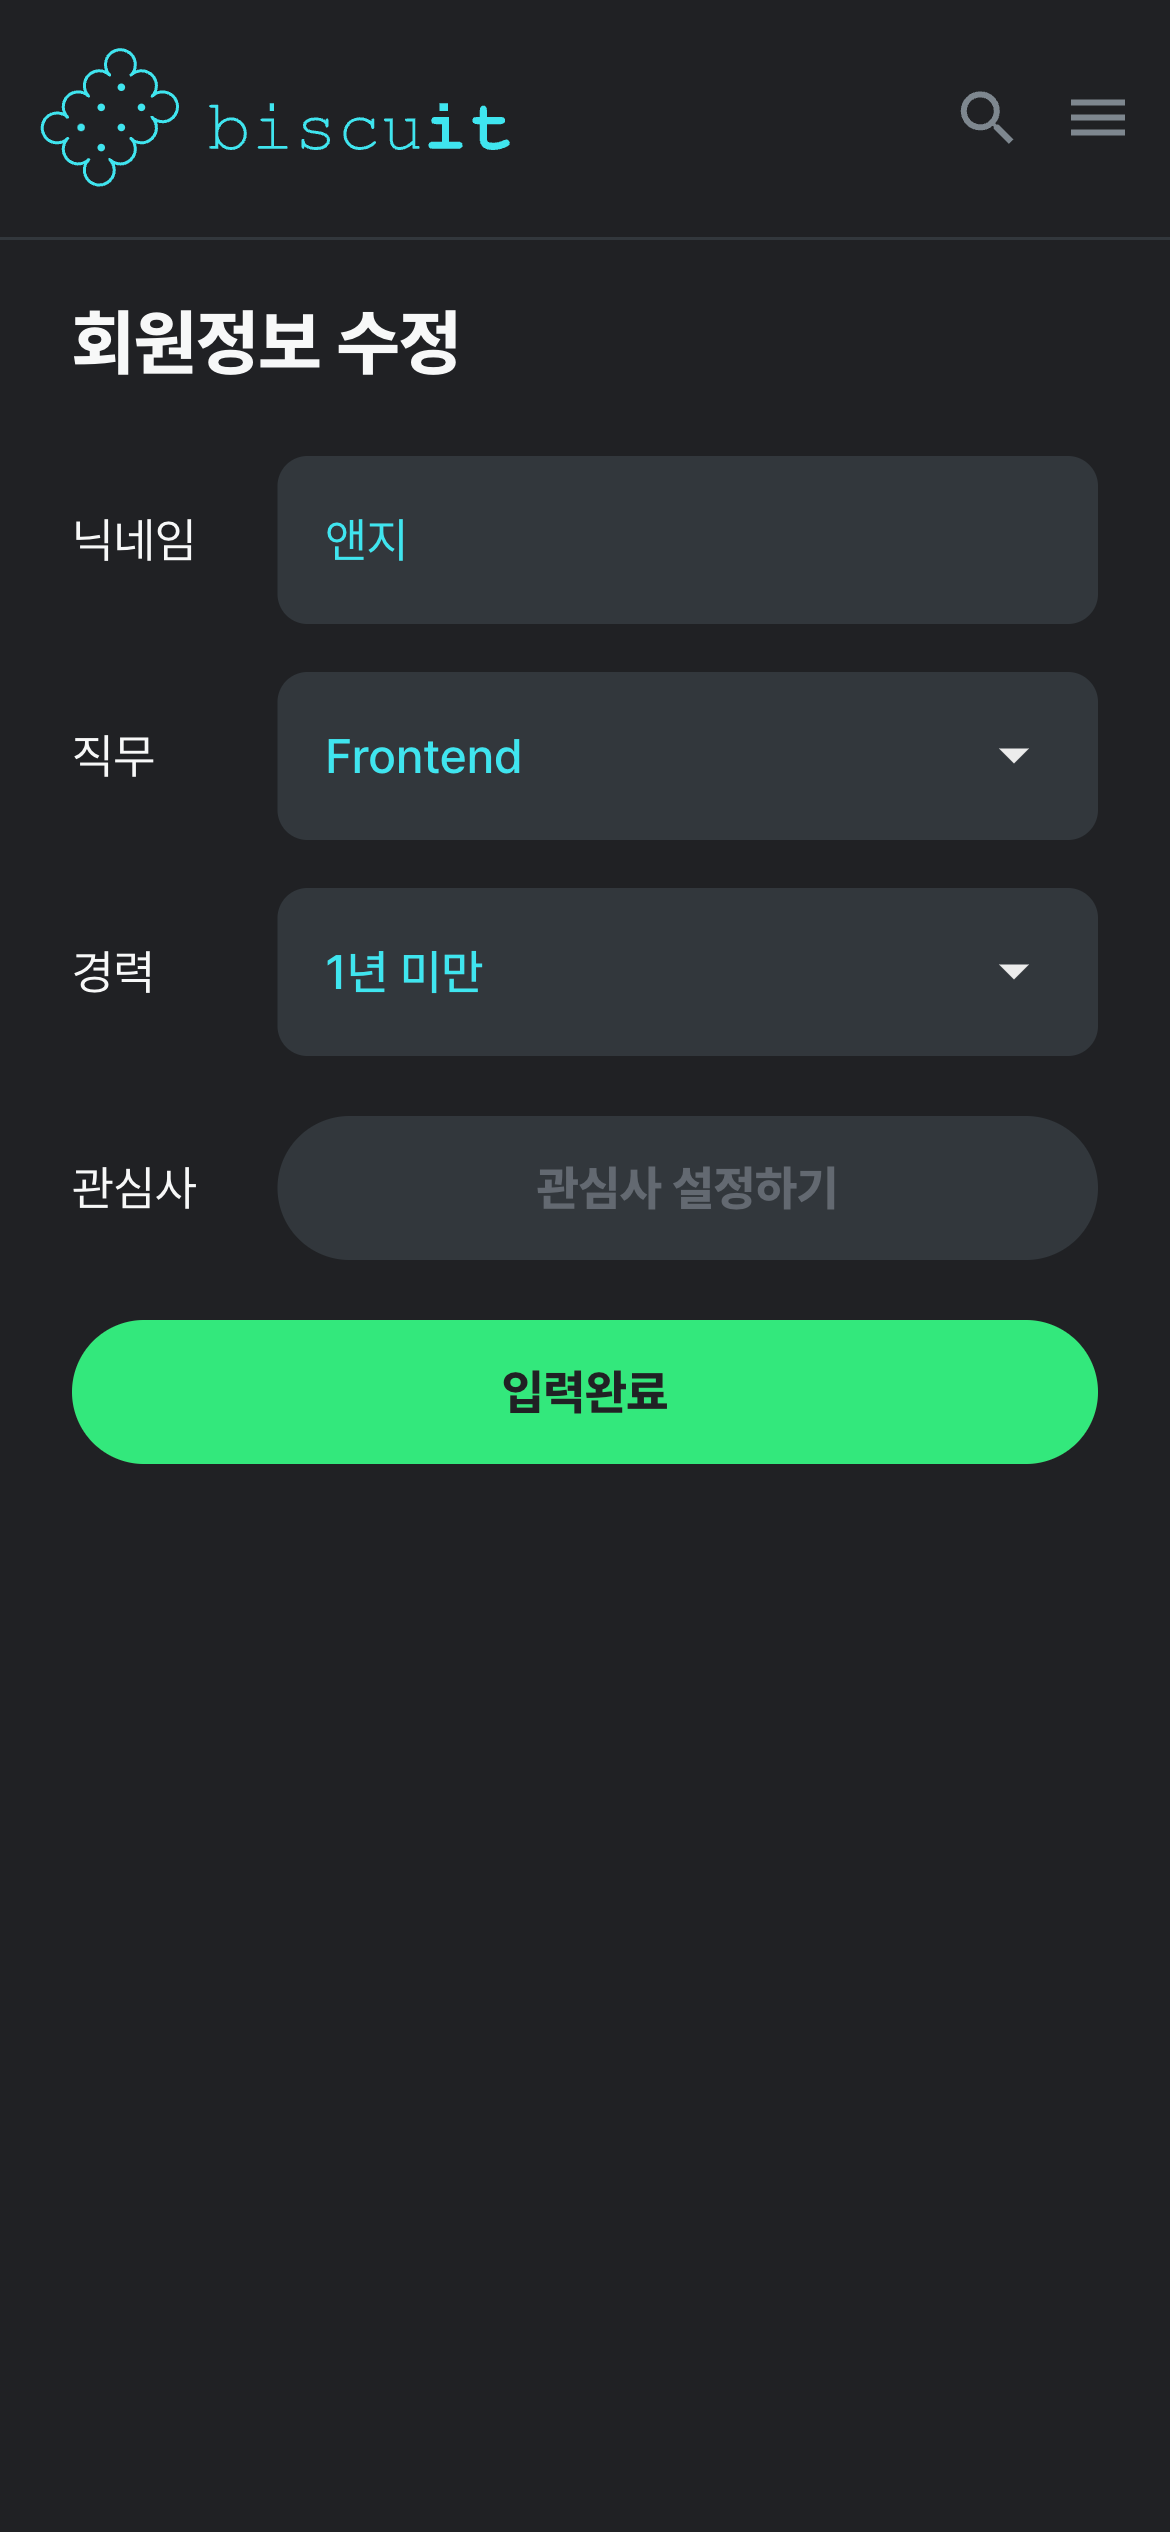 biscuit
회원정보 수정
닉네임 앤지
직무 Frontend
경력 1년 미만
관심사 관심사 설정하기
입력완료